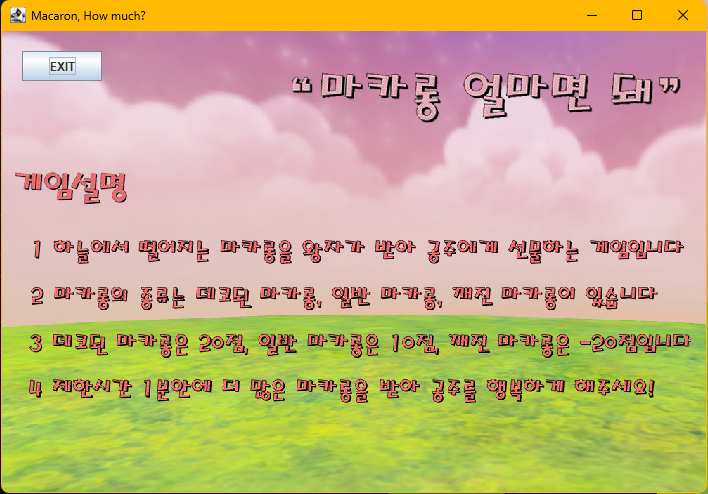 Macaron, How much?
EXIT
“마카롱 얼마면 돼”
게임설명
1 하늘에서 떨어지는 마카롱을 왕자가 받아 공주에게 선물하는 게임입니다
2 마카롱의 종류는 데코된 마카롱, 일반 마카롱, 깨진 마카롱이 있습니다
3 데코된 마카롱은 20점, 일반 마카롱은 10점, 깨진 마카롱은 -20점입니다
4 제한시간 1분안에 더 많은 마카롱을 받아 공주를 행복하게 해주세요!